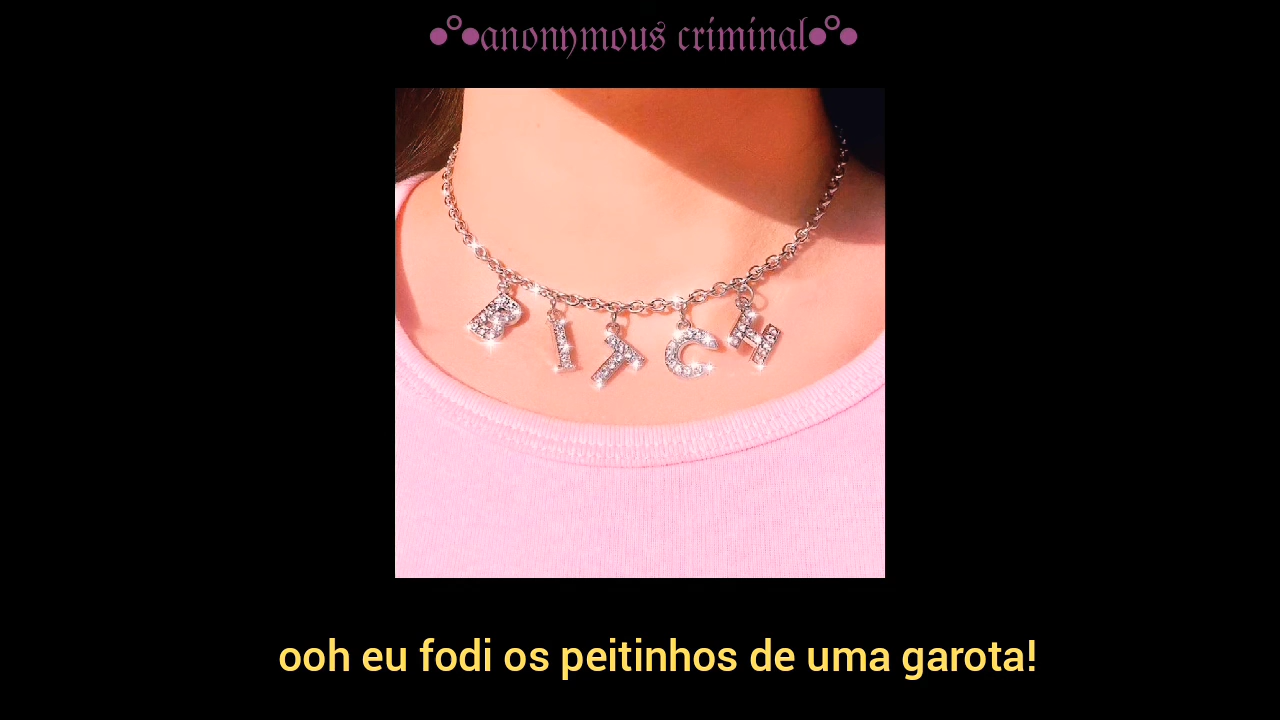 ●°●anonymous criminal●°●
BITCH
ooh eu fodi os peitinhos de uma garota!